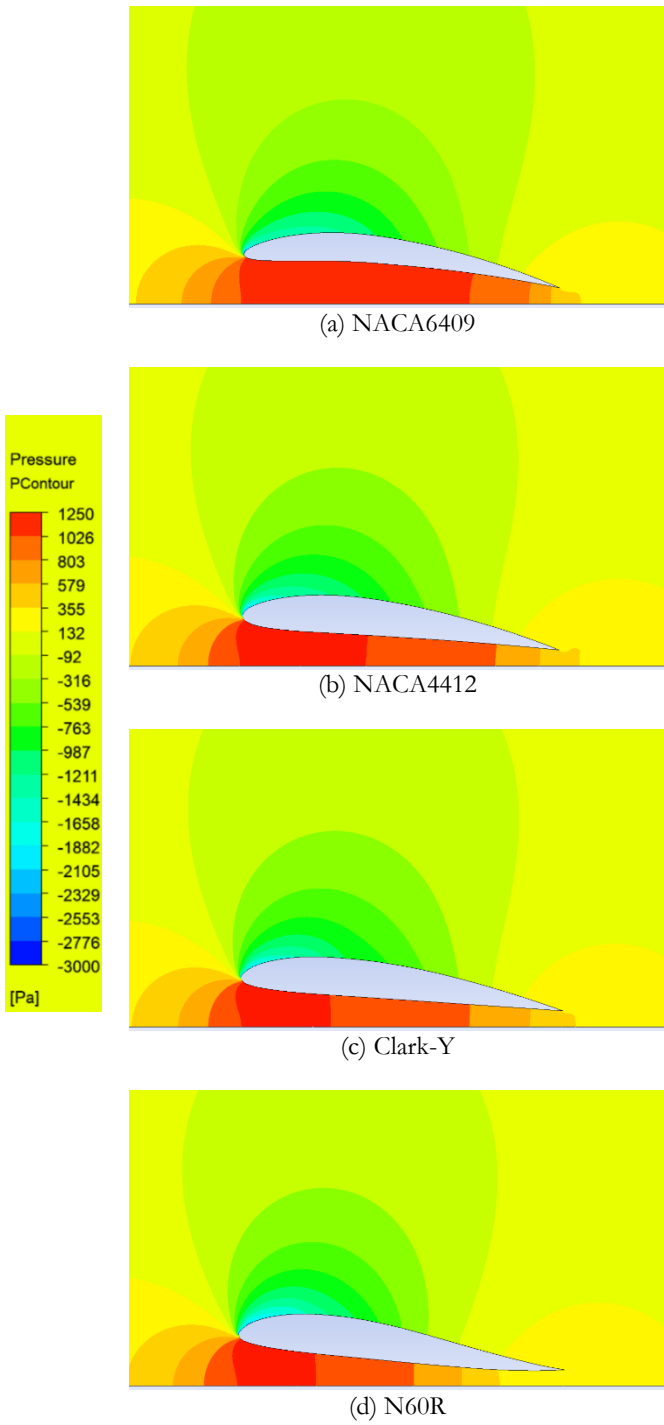 (a) NACA6409
Pressure
PContour
1250
1026
803
579
355
132
-92
-316
-539
-763
-987
-1211
-1434
-1658
-1882
-2105
-2329
-2553
-2776
-3000
[Pa]
(b) NACA4412
(c) Clark-Y
(d) N60R